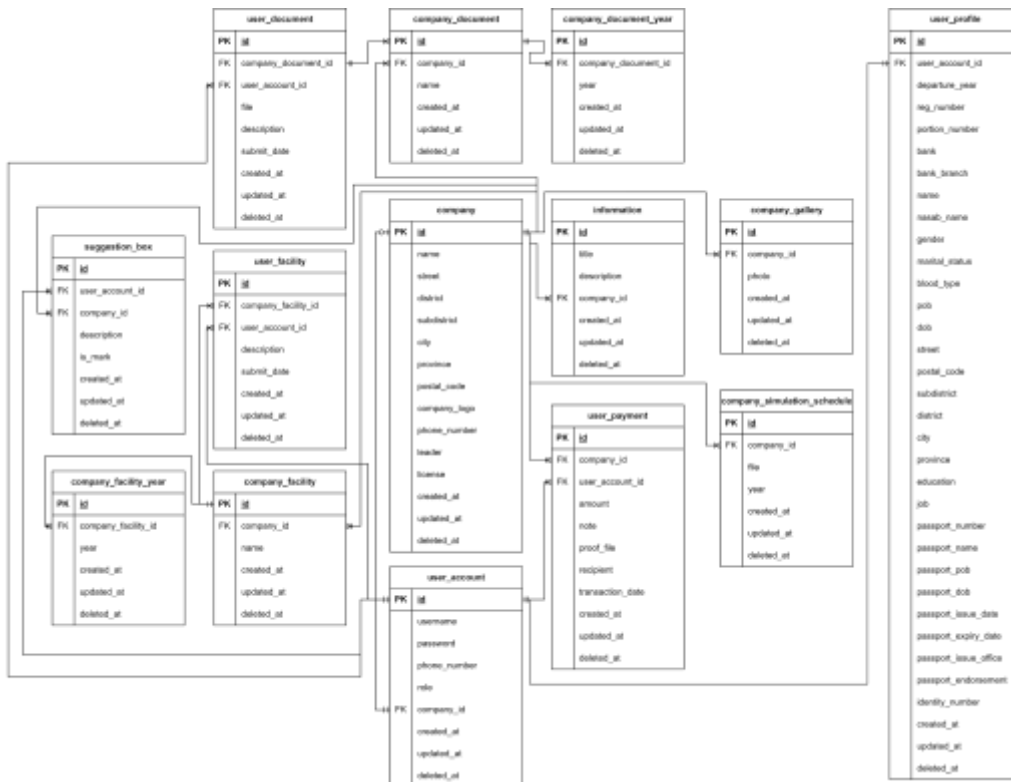 user_document
PK id
FK company_document_id
FK user_account_id
file
description
submit_date
created_at
updated_at
deleted_at
company_document
PK id
FK company_id
name
created_at
updated_at
deleted_at
company_document_year
PK id
FK company_document_id
year
created_at
updated_at
deleted_at
user_profile
PK id
FK user_account_id
departure_year
reg_number
portion_number
bank
bank_branch
name
nasab_name
gender
marital_status
blood_type
pob
dob
street
postal_code
subdistrict
district
city
province
education
job
passport_number
passport_name
passport_pob
passport_dob
passport_issue_date
passport_expiry_date
passport_issue_office
passport_endorsement
identity_number
created_at
updated_at
deleted_at
suggestion_box
PK id
FK user_account_id
FK company_id
description
is_mark
created_at
updated_at
deleted_at
user_facility
PK id
FK company_facility_id
FK user_account_id
description
submit_date
created_at
updated_at
deleted_at
company
PK id
name
street
district
subdistrict
city
province
postal_code
company_logo
phone_number
leader
license
created_at
updated_at
deleted_at
information
PK id
title
description
FK company_id
created_at
updated_at
deleted_at
company_gallery
PK id
FK company_id
photo
created_at
updated_at
deleted_at
company_facility_year
PK id
FK company_facility_id
year
created_at
updated_at
deleted_at
company_facility
PK id
FK company_id
name
created_at
updated_at
deleted_at
user_payment
PK id
FK company_id
FK user_account_id
amount
note
proof_file
recipient
transaction_date
created_at
updated_at
deleted_at
company_simulation_schedule
PK id
FK company_id
file
year
created_at
updated_at
deleted_at
user_account
PK id
username
password
phone_number
role
FK company_id
created_at
updated_at
deleted_at